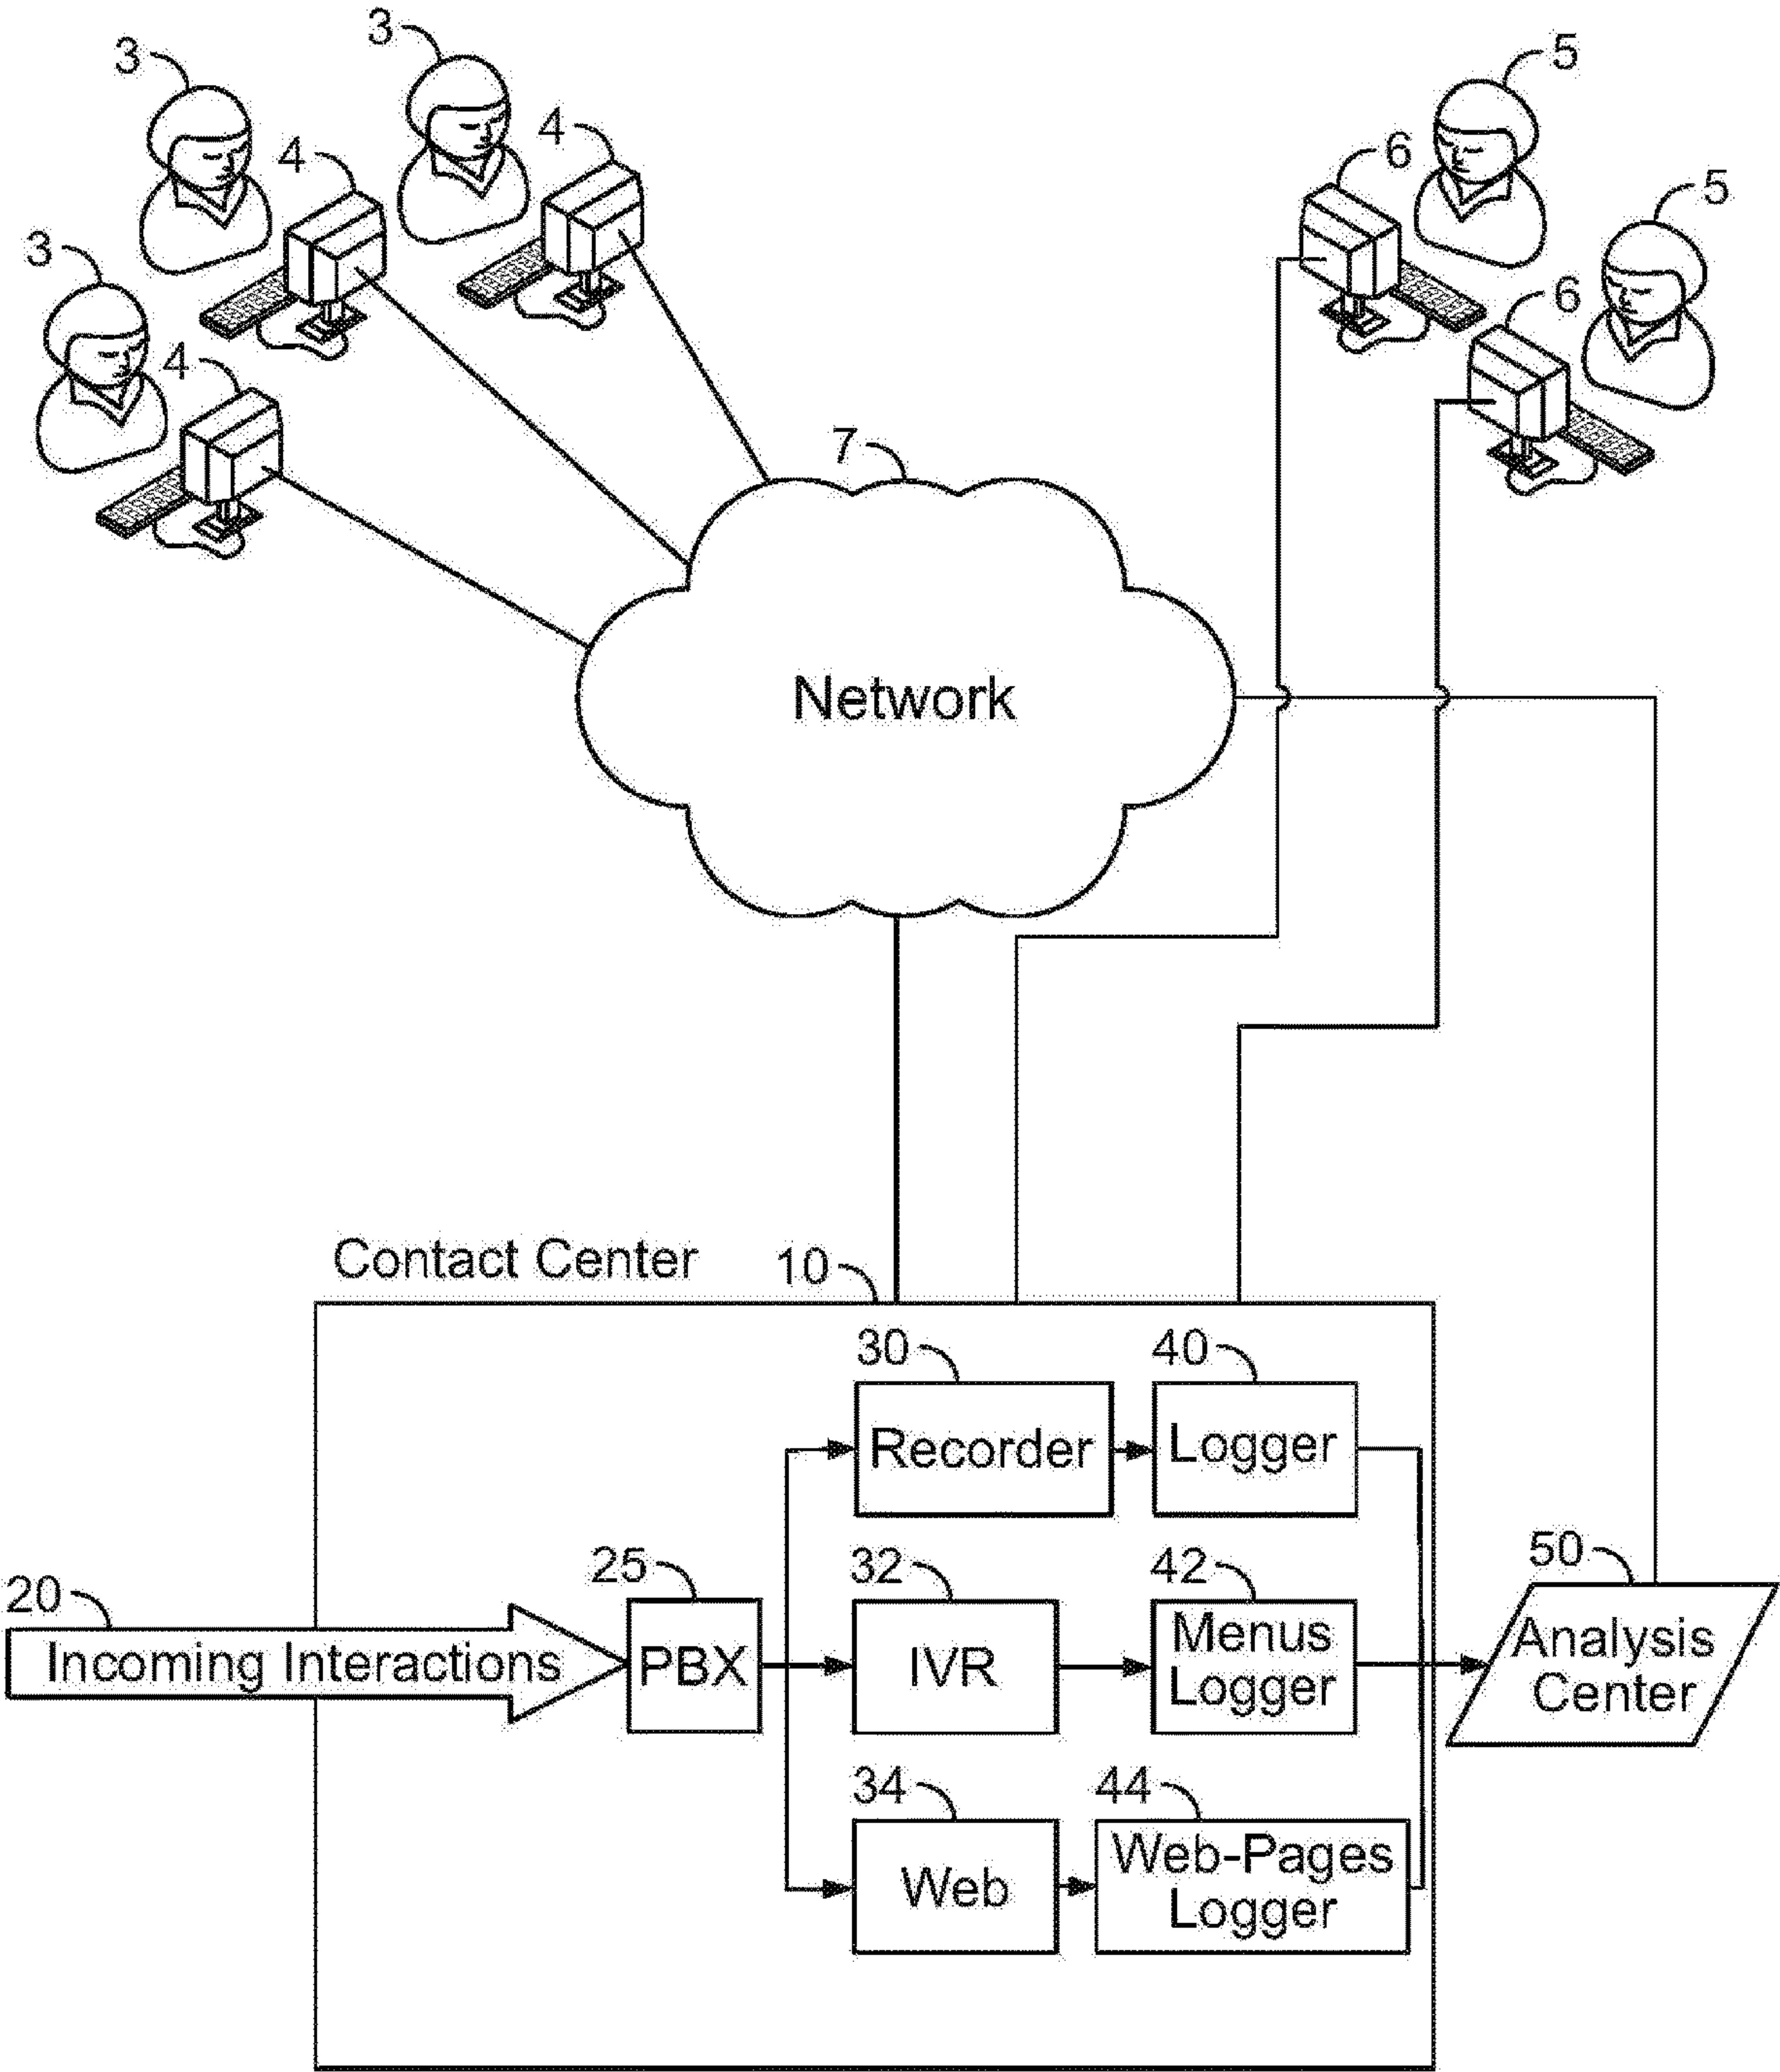 3
3
5
4
4
6
5
3
6
4
7
Network
Contact Center
10
30
40
Recorder
Logger
20
25
32
42
50
Incoming Interactions
PBX
IVR
Menus
Logger
Analysis
Center
34
44
Web
Web-Pages
Logger